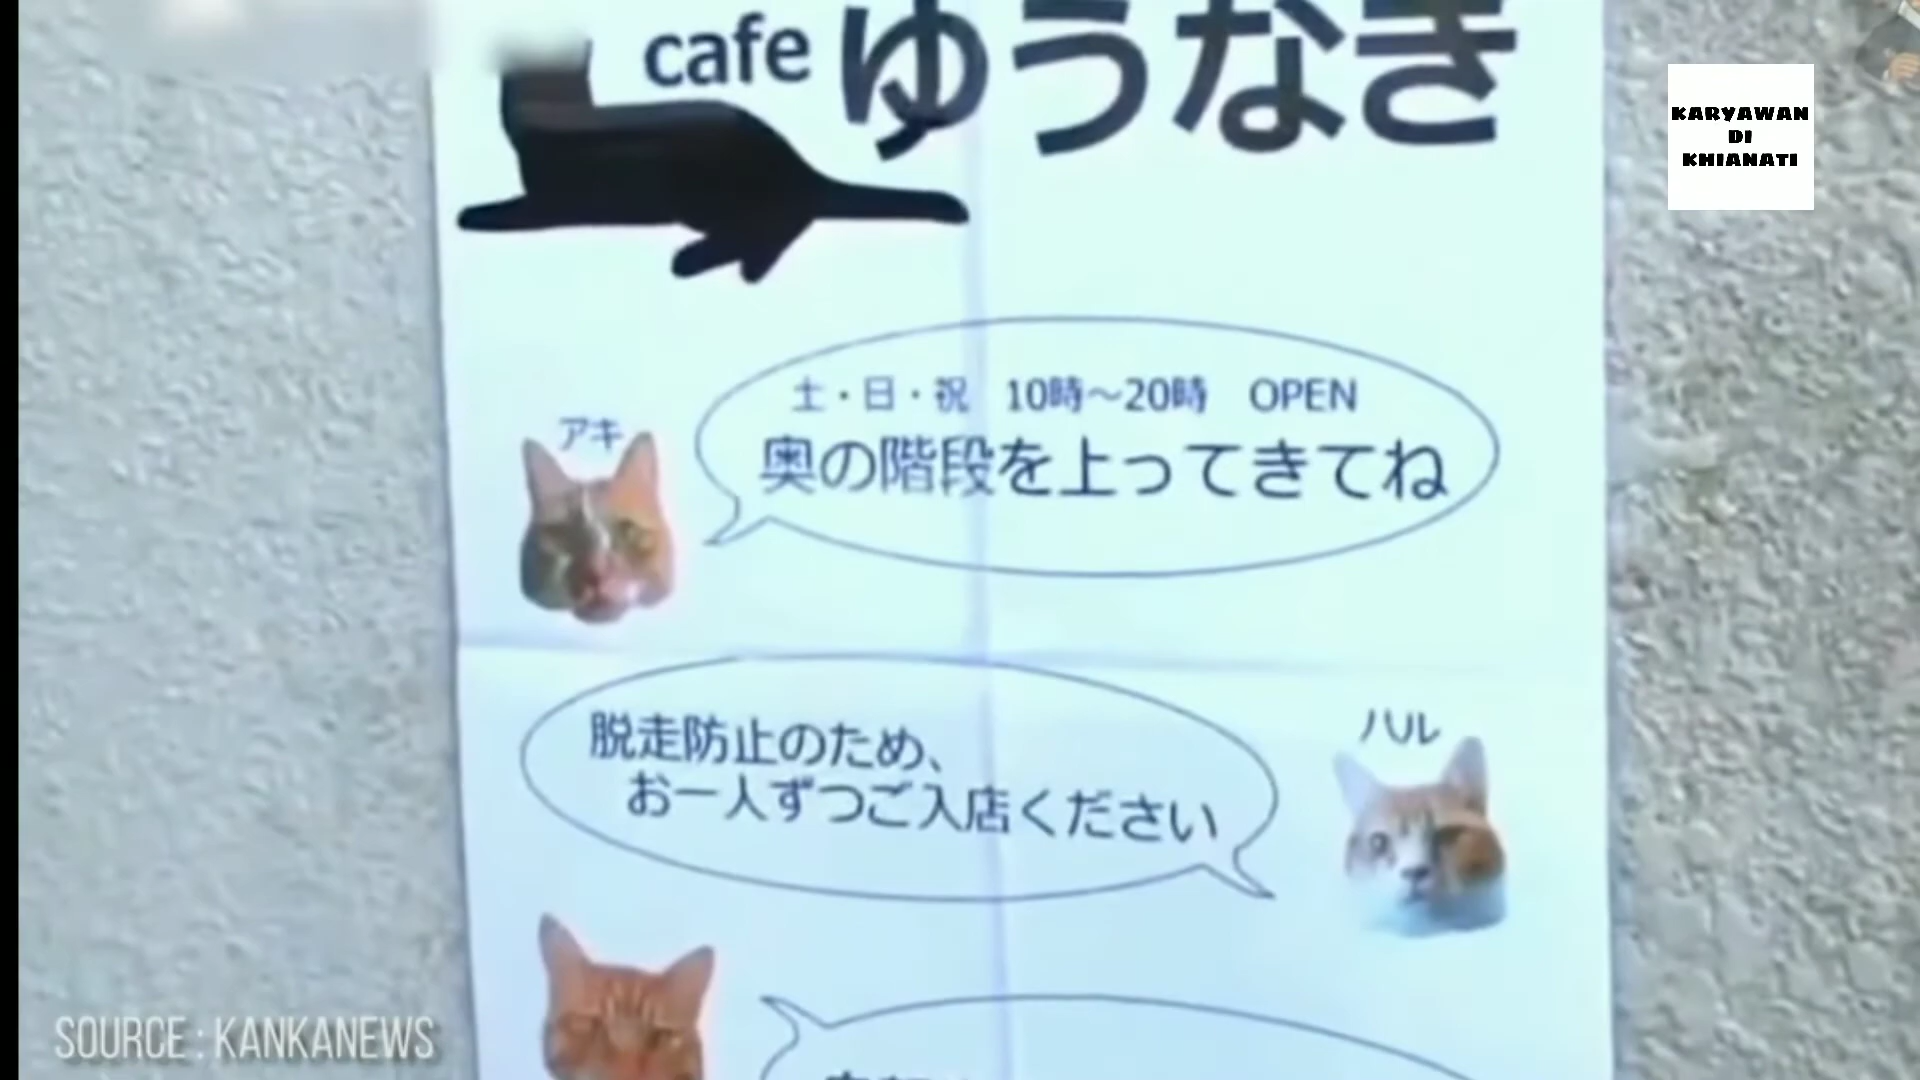 cafe ゆうなぎ
KARYAWAN
DI
KHIANATI
土・日・祝 10時～20時 OPEN
奥の階段を上ってきてね
アキ
脱走防止のため、
お一人ずつご入店ください
ハル
SOURCE : KANKANEWS